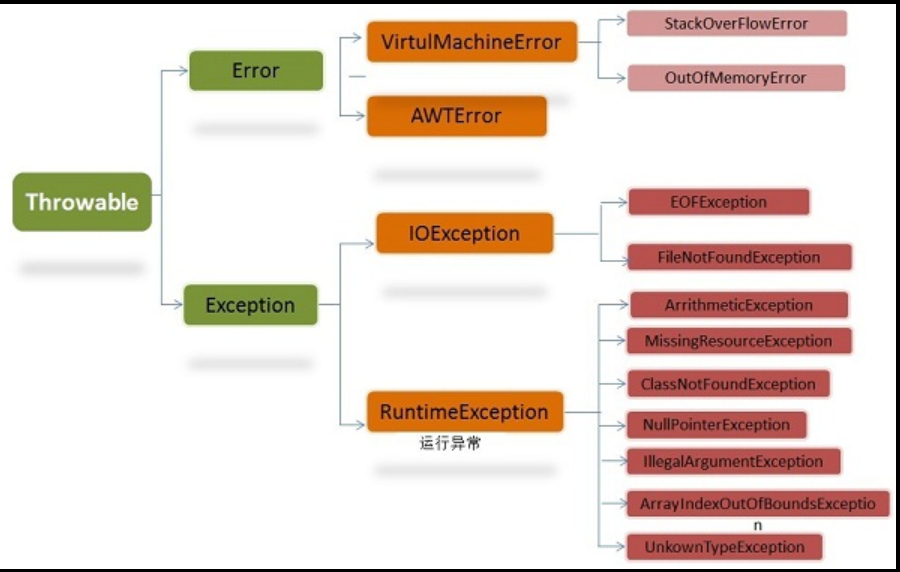 Throwable
Error
Exception
VirtulMachineError
AWTError
IOException
RuntimeException
运行异常
StackOverFlowError
OutOfMemoryError
EOFException
FileNotFoundException
ArrithmeticException
MissingResourceException
ClassNotFoundException
NullPointerException
IllegalArgumentException
ArrayIndexOutOfBoundsExceptio
n
UnkownTypeException